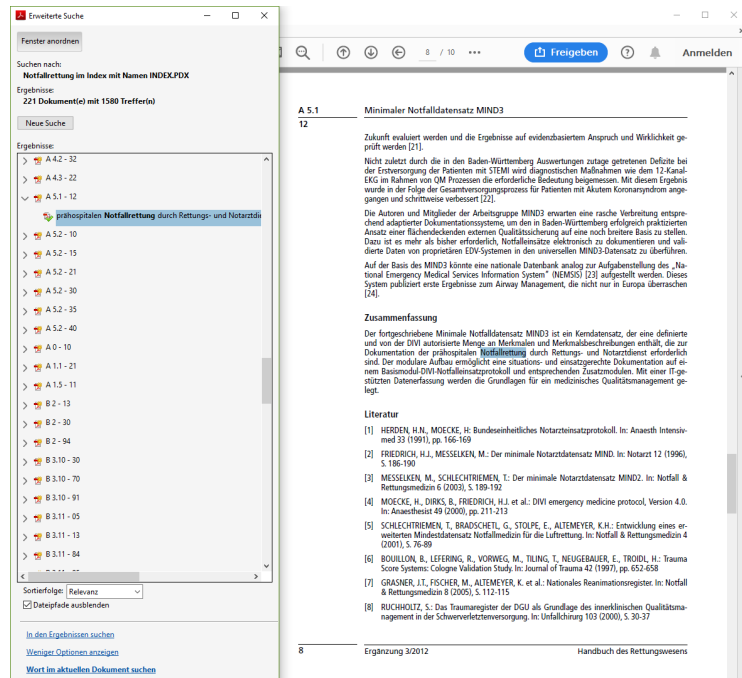 Erweiterte Suche
Fenster anordnen
Suchen nach:
Notfallrettung im Index mit Namen INDEX.PDX
Ergebnisse:
221 Dokument(e) mit 1580 Treffer(n)
Neue Suche
Ergebnisse:
A 4.2 - 32
A 4.3 - 22
A 5.1 - 12
prähospitalen Notfallrettung durch Rettungs- und Notarztdie
A 5.2 - 10
A 5.2 - 15
A 5.2 - 21
A 5.2 - 30
A 5.2 - 35
A 5.2 - 40
A 0 - 10
A 1.1 - 21
A 1.5 - 11
B 2 - 13
B 2 - 30
B 2 - 94
B 3.10 - 30
B 3.10 - 70
B 3.10 - 91
B 3.11 - 05
B 3.11 - 13
B 3.11 - 84
Sortierfolge: Relevanz
Dateipfade ausblenden
In den Ergebnissen suchen
Weniger Optionen anzeigen
Wort im aktuellen Dokument suchen
8 / 10
Freigeben
Anmelden
A 5.1 Minimaler Notfalldatensatz MIND3
12
Zukunft evaluiert werden und die Ergebnisse auf evidenzbasiertem Anspruch und Wirklichkeit ge-
prüft werden [21].
Nicht zuletzt durch die in den Baden-Württemberg Auswertungen zutage getretenen Defizite bei
der Erstversorgung der Patienten mit STEMI wird diagnostischen Maßnahmen wie dem 12-Kanal-
EKG im Rahmen von QM Prozessen die erforderliche Bedeutung beigemessen. Mit diesem Ergebnis
wurde in der Folge der Gesamtversorgungsprozess für Patienten mit Akutem Koronarsyndrom ange-
gangen und schrittweise verbessert [22].
Die Autoren und Mitglieder der Arbeitsgruppe MIND3 erwarten eine rasche Verbreitung entspre-
chend adaptierter Dokumentationssysteme, um den in Baden-Württemberg erfolgreich praktizierten
Ansatz einer flächendeckenden externen Qualitätssicherung auf eine noch breitere Basis zu stellen.
Dazu ist es mehr als bisher erforderlich, Notfalleinsätze elektronisch zu dokumentieren und vali-
dierte Daten von proprietären EDV-Systemen in den universellen MIND3-Datensatz zu überführen.
Auf der Basis des MIND3 könnte eine nationale Datenbank analog zur Aufgabenstellung des „Na-
tional Emergency Medical Services Information System“ (NEMSIS) [23] aufgestellt werden. Dieses
System publiziert erste Ergebnisse zum Airway Management, die nicht nur in Europa überraschen
[24].
Zusammenfassung
Der fortgeschriebene Minimale Notfalldatensatz MIND3 ist ein Kerndatensatz, der eine definierte
und von der DIVI autorisierte Menge an Merkmalen und Merkmalsbeschreibungen enthält, die zur
Dokumentation der prähospitalen Notfallrettung durch Rettungs- und Notarztdienst erforderlich
sind. Der modulare Aufbau ermöglicht eine situations- und einsatzgerechte Dokumentation auf ei-
nem Basismodul-DIVI-Notfalleinsatzprotokoll und entsprechenden Zusatzmodulen. Mit einer IT-ge-
stützten Datenerfassung werden die Grundlagen für ein medizinisches Qualitätsmanagement ge-
legt.
Literatur
[1] HERDEN, H.N., MOECKE, H: Bundeseinheitliches Notarzteinsatzprotokoll. In: Anaesth Intensiv-
med 33 (1991), pp. 166-169
[2] FRIEDRICH, H.J., MESSELKEN, M.: Der minimale Notarztdatensatz MIND. In: Notarzt 12 (1996),
S. 186-190
[3] MESSELKEN, M., SCHLECHTRIEMEN, T.: Der minimale Notarztdatensatz MIND2. In: Notfall &
Rettungsmedizin 6 (2003), S. 189-192
[4] MOECKE, H., DIRKS, B., FRIEDRICH, H.J. et al.: DIVI emergency medicine protocol, Version 4.0.
In: Anaesthesist 49 (2000), pp. 211-213
[5] SCHLECHTRIEMEN, T., BRADSCHETL, G., STOLPE, E., ALTEMEYER, K.H.: Entwicklung eines er-
weiterten Mindestdatensatz Notfallmedizin für die Luftrettung. In: Notfall & Rettungsmedizin 4
(2001), S. 76-89
[6] BOUILLON, B., LEFERING, R., VORWEG, M., TILING, T., NEUGEBAUER, E., TROIDL, H.: Trauma
Score Systems: Cologne Validation Study. In: Journal of Trauma 42 (1997), pp. 652-658
[7] GRASNER, J.T., FISCHER, M., ALTEMEYER, K. et al.: Nationales Reanimationsregister. In: Notfall
& Rettungsmedizin 8 (2005), S. 112-115
[8] RUCHHOLTZ, S.: Das Traumaregister der DGU als Grundlage des innerklinischen Qualitätsma-
nagement in der Schwerverletztenversorgung. In: Unfallchirurg 103 (2000), S. 30-37
8 Ergänzung 3/2012 Handbuch des Rettungswesens